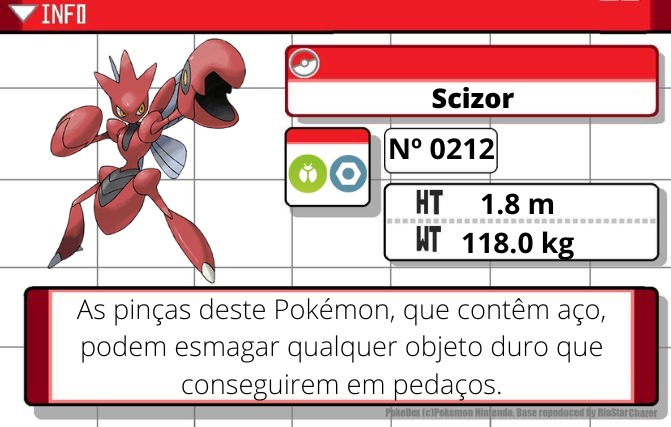 INFO
Scizor
Nº 0212
HT 1.8 m
WT 118.0 kg
As pinças deste Pokémon, que contêm aço,
podem esmagar qualquer objeto duro que
conseguirem em pedaços.
PokeDex (c)Pokemon Nintendo. Base repoduced by RiaStarChazer